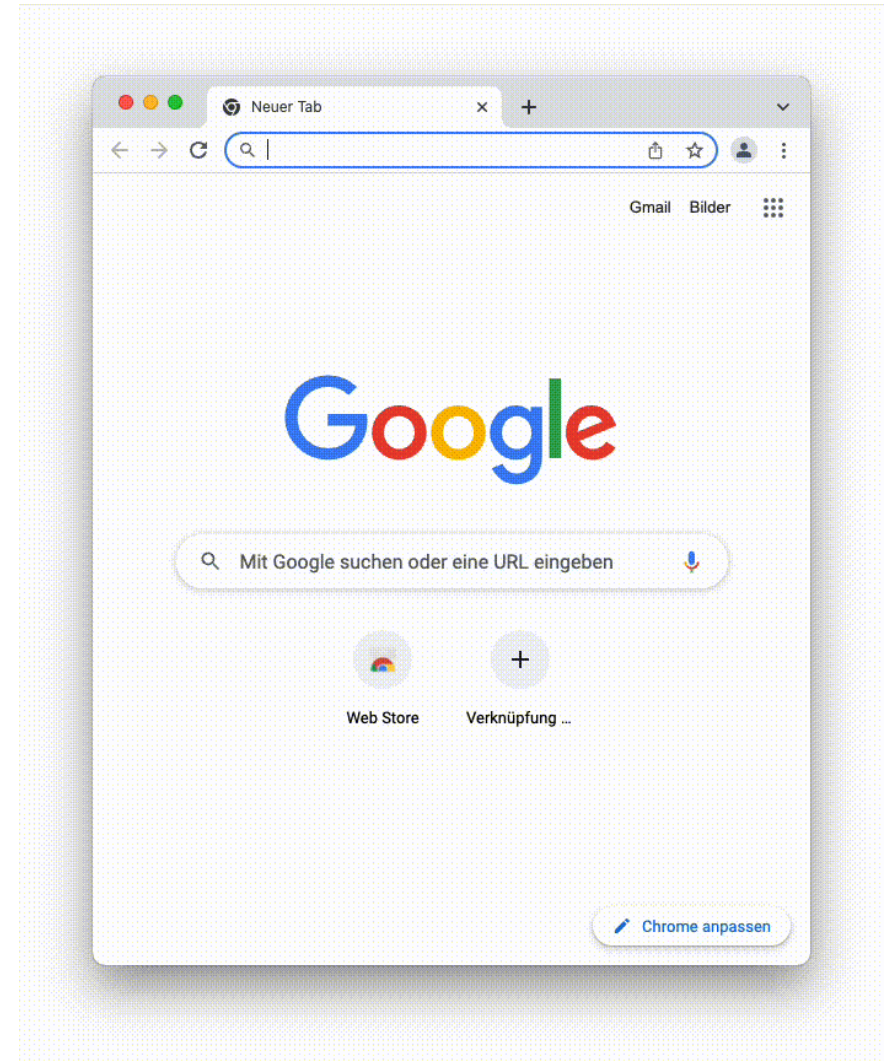 Neuer Tab
Gmail Bilder
Google
Mit Google suchen oder eine URL eingeben
Web Store Verknüpfung ...
Chrome anpassen